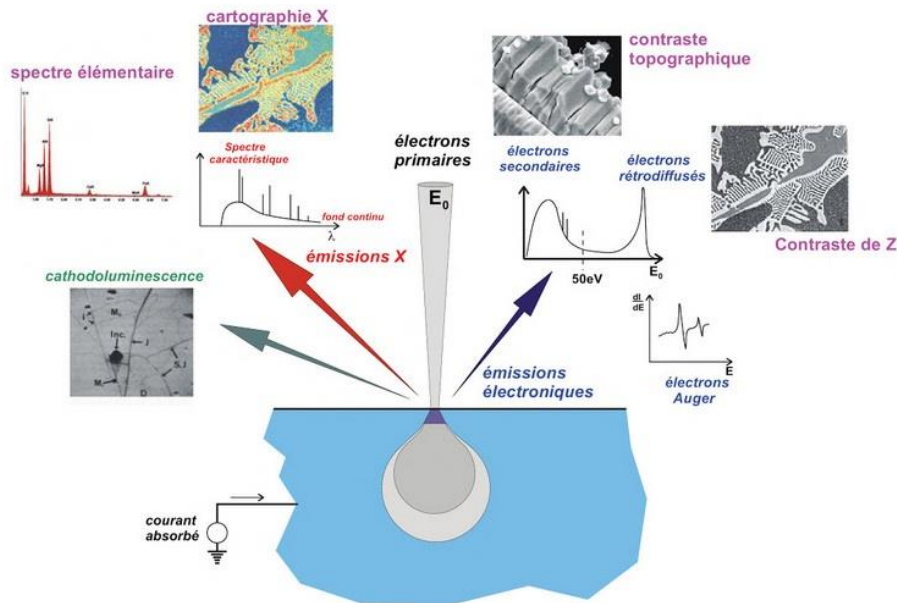 cartographie X
spectre élémentaire
contraste
topographique
Spectre
caractéristique
fond continu
λ
électrons
primaires
E₀
électrons
secondaires
électrons
rétrodiffusés
50eV
E₀
Contraste de Z
émissions X
cathodoluminescence
Inc.
J
S.J
D
dI
dE
E
émissions
électroniques
électrons
Auger
courant
absorbé